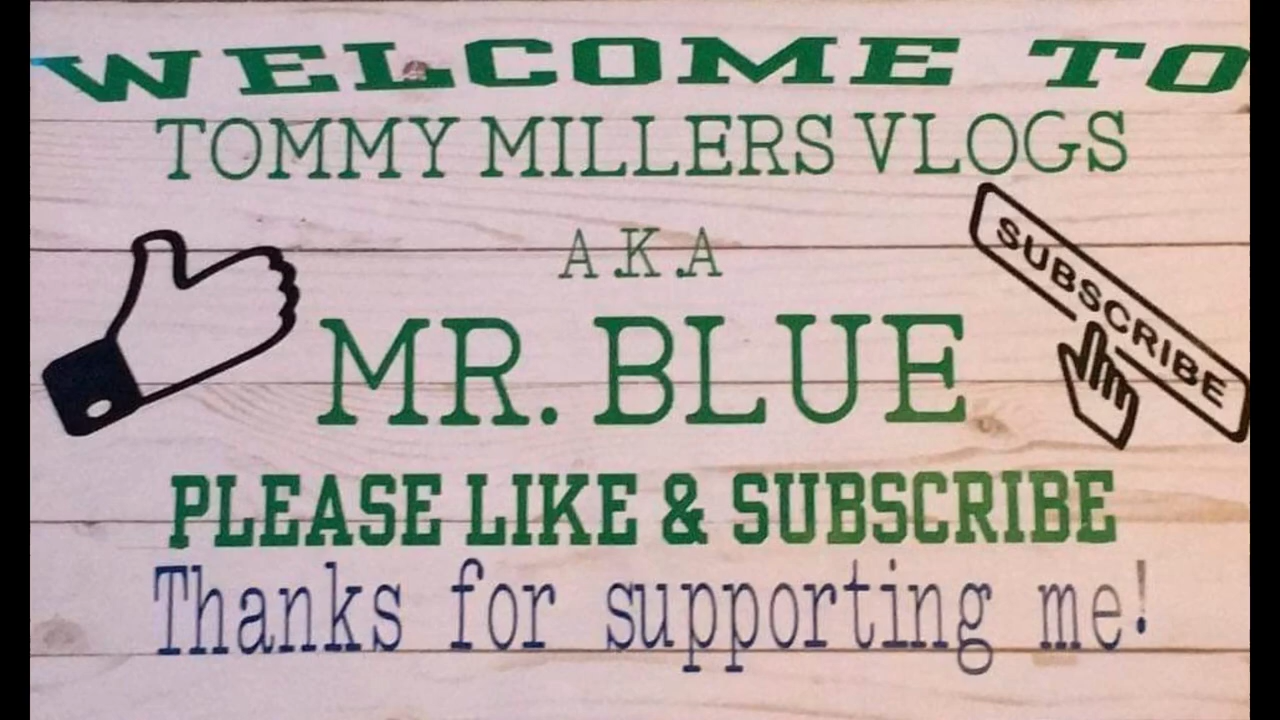 WELCOME TO
TOMMY MILLERS VLOGS
A.K.A
MR. BLUE
SUBSCRIBE
PLEASE LIKE & SUBSCRIBE
Thanks for supporting me!